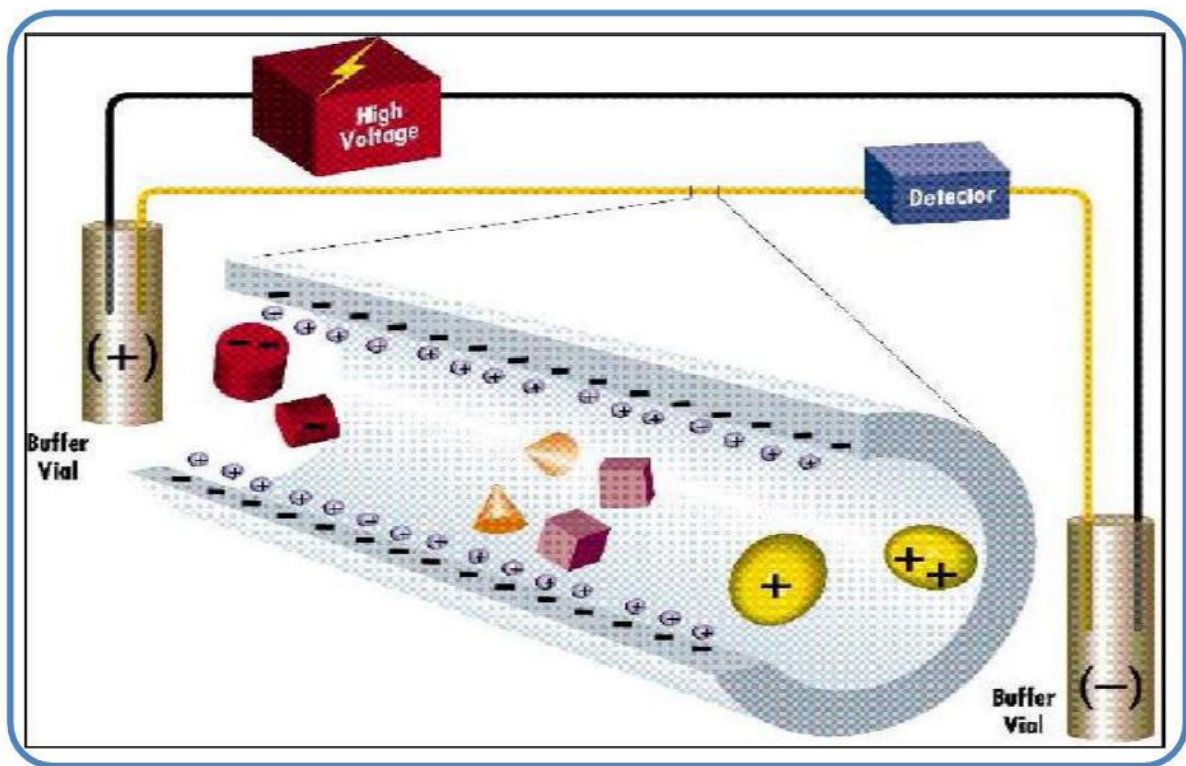 High
Voltage
Detector
(+)
Buffer
Vial
Buffer
Vial
(−)